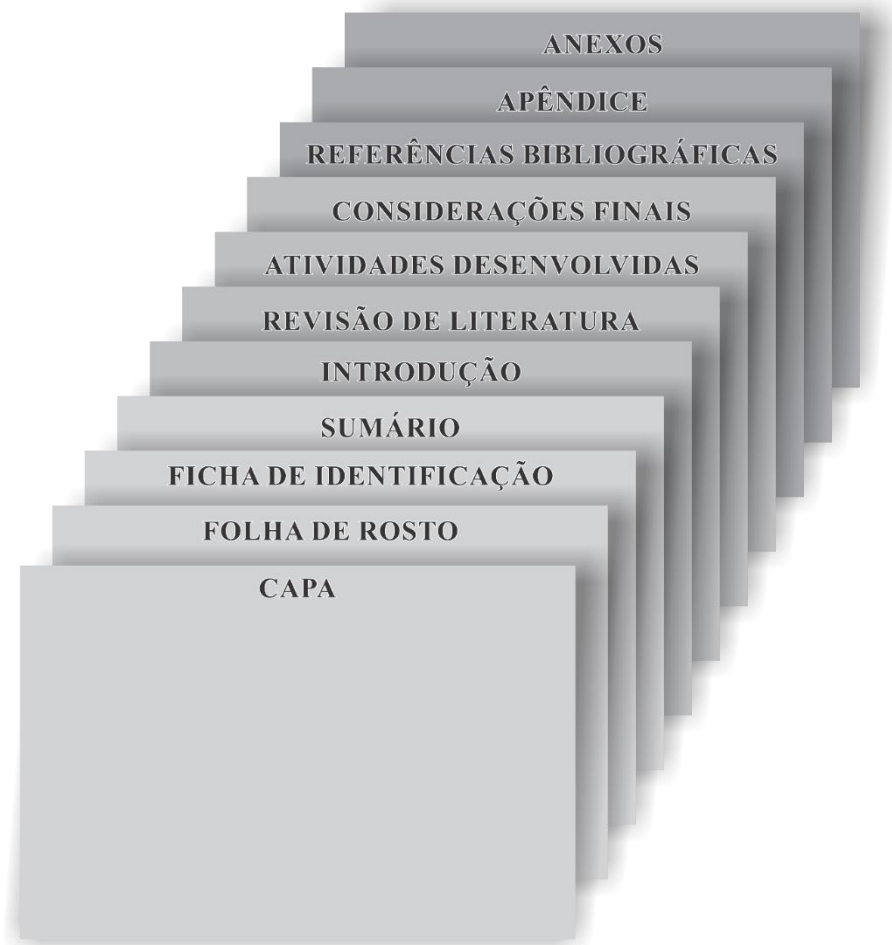 ANEXOS
APÊNDICE
REFERÊNCIAS BIBLIOGRÁFICAS
CONSIDERAÇÕES FINAIS
ATIVIDADES DESENVOLVIDAS
REVISÃO DE LITERATURA
INTRODUÇÃO
SUMÁRIO
FICHA DE IDENTIFICAÇÃO
FOLHA DE ROSTO
CAPA